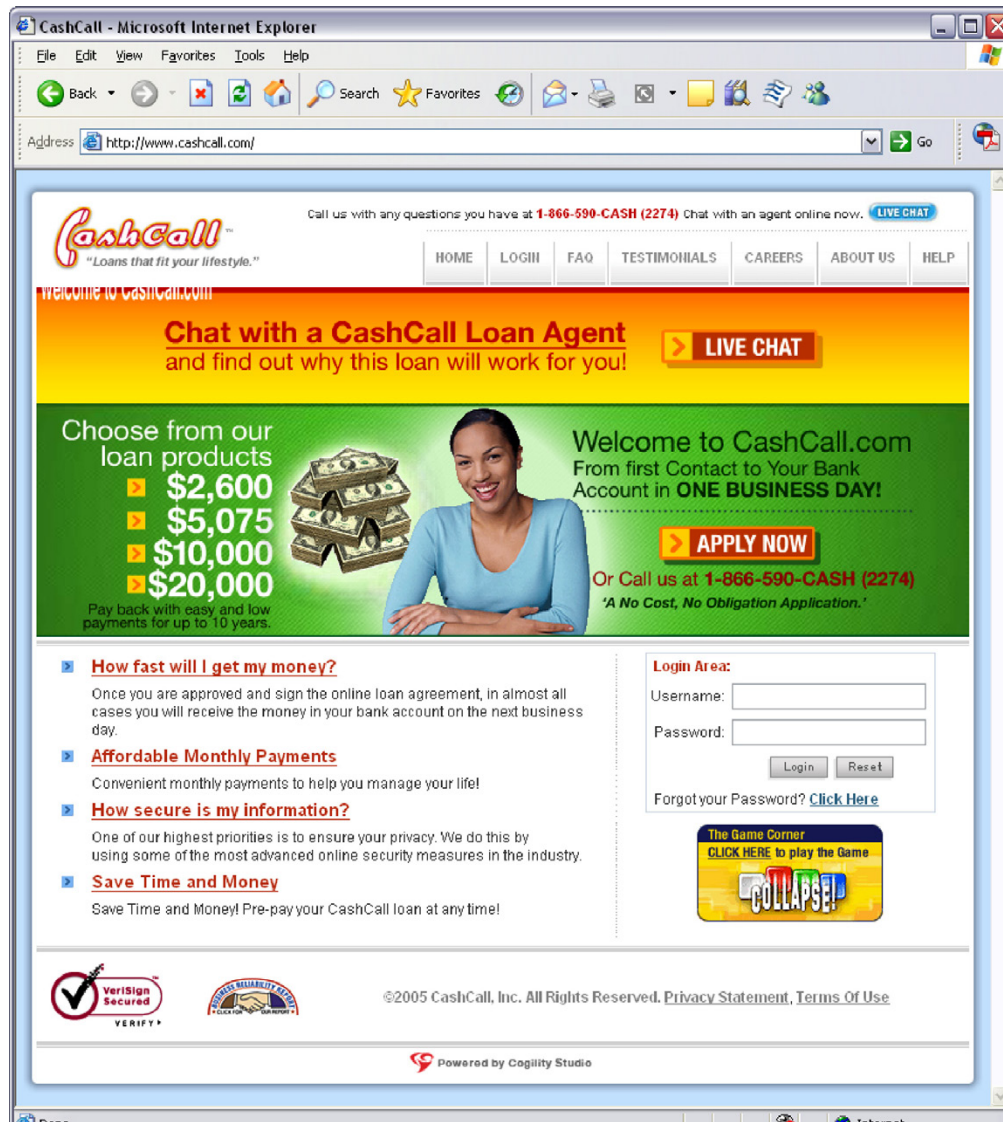 CashCall - Microsoft Internet Explorer
File Edit View Favorites Tools Help
Back Search Favorites
Address http://www.cashcall.com/ Go
Call us with any questions you have at 1-866-590-CASH (2274) Chat with an agent online now. LIVE CHAT
CashCall™
"Loans that fit your lifestyle."
HOME LOGIN FAQ TESTIMONIALS CAREERS ABOUT US HELP
Welcome to CashCall.com
Chat with a CashCall Loan Agent
and find out why this loan will work for you!
LIVE CHAT
Choose from our
loan products
$2,600
$5,075
$10,000
$20,000
Pay back with easy and low
payments for up to 10 years.
Welcome to CashCall.com
From first Contact to Your Bank
Account in ONE BUSINESS DAY!
APPLY NOW
Or Call us at 1-866-590-CASH (2274)
'A No Cost, No Obligation Application.'
How fast will I get my money?
Once you are approved and sign the online loan agreement, in almost all
cases you will receive the money in your bank account on the next business
day.
Affordable Monthly Payments
Convenient monthly payments to help you manage your life!
How secure is my information?
One of our highest priorities is to ensure your privacy. We do this by
using some of the most advanced online security measures in the industry.
Save Time and Money
Save Time and Money! Pre-pay your CashCall loan at any time!
Login Area:
Username:
Password:
Login Reset
Forgot your Password? Click Here
The Game Corner
CLICK HERE to play the Game
COLLAPSE!
VeriSign
Secured
VERIFY
BUSINESS RELIABILITY REPORT
CLICK FOR OUR REPORT
©2005 CashCall, Inc. All Rights Reserved. Privacy Statement, Terms Of Use
Powered by Cogility Studio
Done Internet